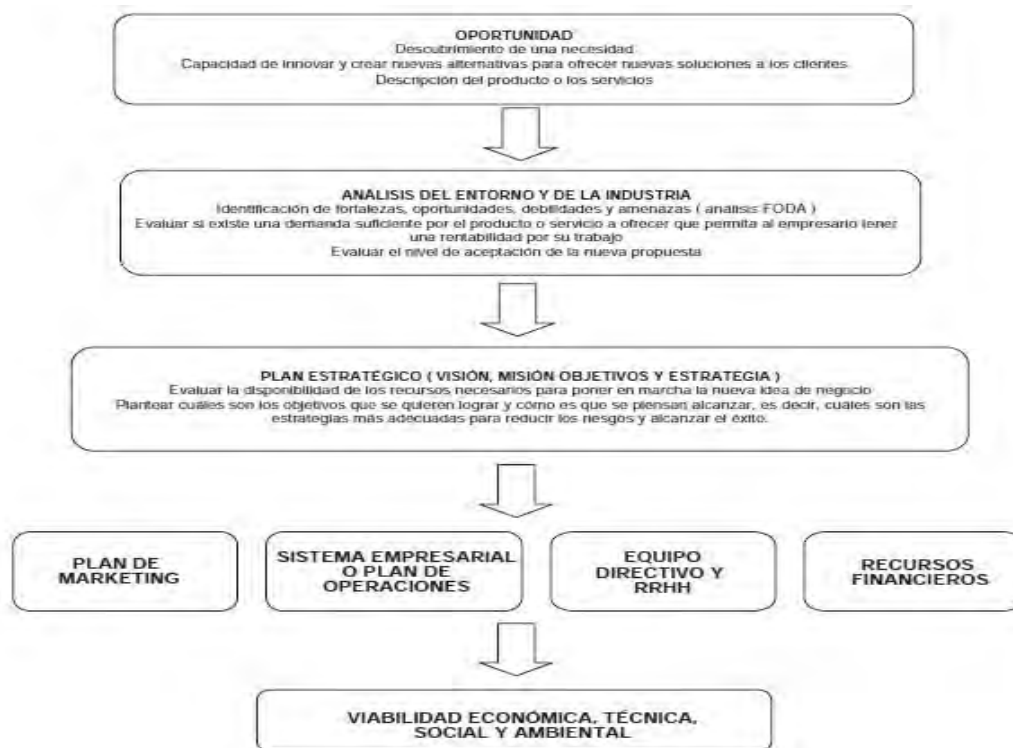 OPORTUNIDAD
Descubrimiento de una necesidad
Capacidad de innovar y crear nuevas alternativas para ofrecer nuevas soluciones a los clientes
Descripción del producto o los servicios
ANÁLISIS DEL ENTORNO Y DE LA INDUSTRIA
Identificación de fortalezas, oportunidades, debilidades y amenazas ( análisis FODA )
Evaluar si existe una demanda suficiente por el producto o servicio a ofrecer que permita al empresario tener
una rentabilidad por su trabajo
Evaluar el nivel de aceptación de la nueva propuesta
PLAN ESTRATÉGICO ( VISIÓN, MISIÓN OBJETIVOS Y ESTRATEGIA )
Evaluar la disponibilidad de los recursos necesarios para poner en marcha la nueva idea de negocio
Plantear cuáles son los objetivos que se quieren lograr y cómo es que se piensan alcanzar, es decir, cuáles son las
estrategias más adecuadas para reducir los riesgos y alcanzar el éxito.
PLAN DE
MARKETING
SISTEMA EMPRESARIAL
O PLAN DE
OPERACIONES
EQUIPO
DIRECTIVO Y
RRHH
RECURSOS
FINANCIEROS
VIABILIDAD ECONÓMICA, TÉCNICA,
SOCIAL Y AMBIENTAL